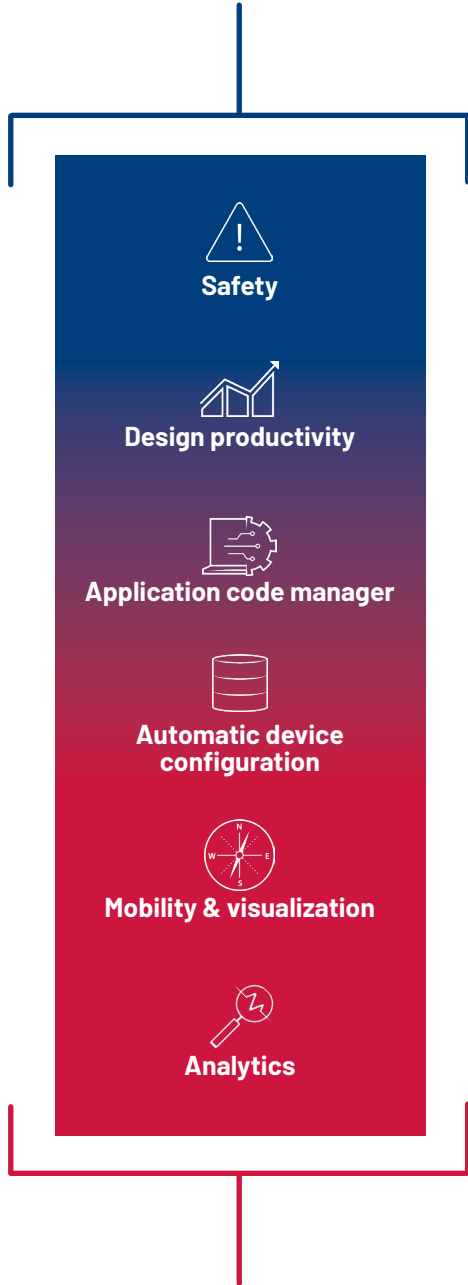 !
Safety
Design productivity
Application code manager
Automatic device
configuration
N
W E
S
Mobility & visualization
Analytics